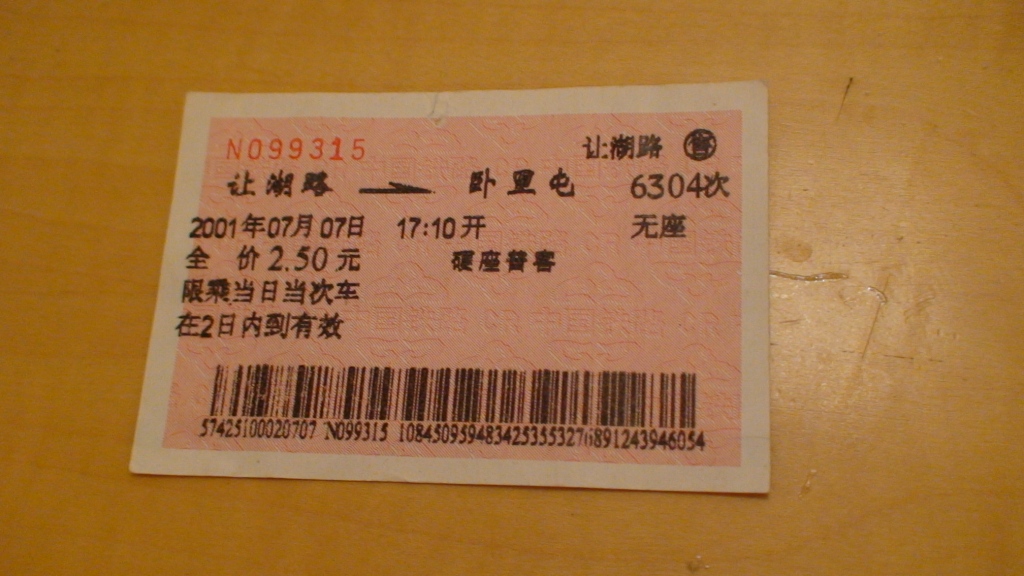 N099315 让湖路 售
让湖路 → 卧里屯 6304次
2001年07月07日 17:10开 无座
全 价2.50元 硬座普客
限乘当日当次车
在2日内到有效
57425100020707 N099315 1084509594834253553276891243946054